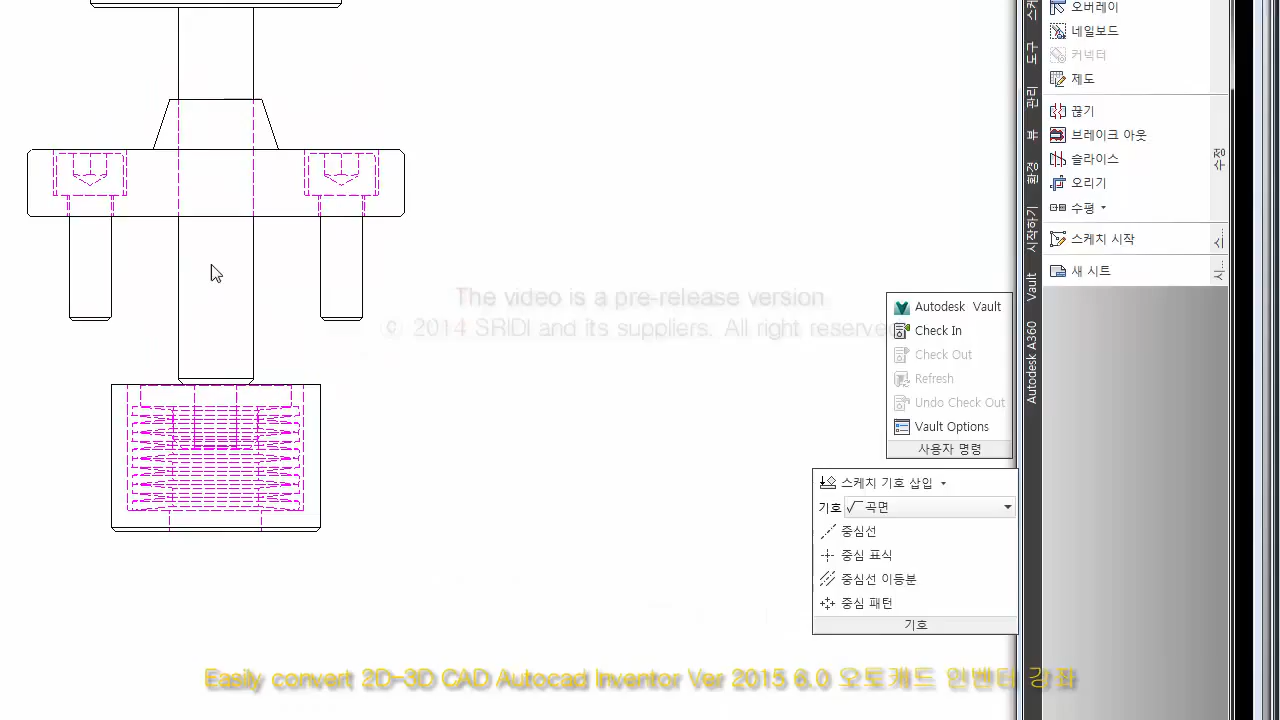 스케
오버레이
네일보드
커넥터
제도
도구
관리
뷰
환경
시작하기
Vault
Autodesk A360
끊기
브레이크 아웃
슬라이스
오리기
수평
수정
스케치 시작
스...
새 시트
시...
The video is a pre-release version
© 2014 SRIDI and its suppliers. All right reserved
Autodesk Vault
Check In
Check Out
Refresh
Undo Check Out
Vault Options
사용자 명령
스케치 기호 삽입
기호 곡면
중심선
중심 표식
중심선 이등분
중심 패턴
기호
Easily convert 2D-3D CAD Autocad Inventor Ver 2015 6.0 오토캐드 인벤터 강좌